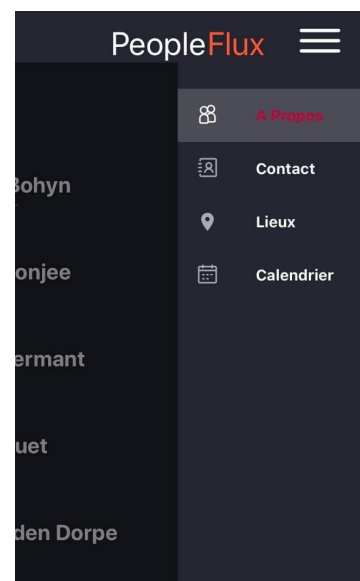 PeopleFlux
A Propos
Contact
Lieux
Calendrier
Bohyn
onjee
ermant
uet
den Dorpe